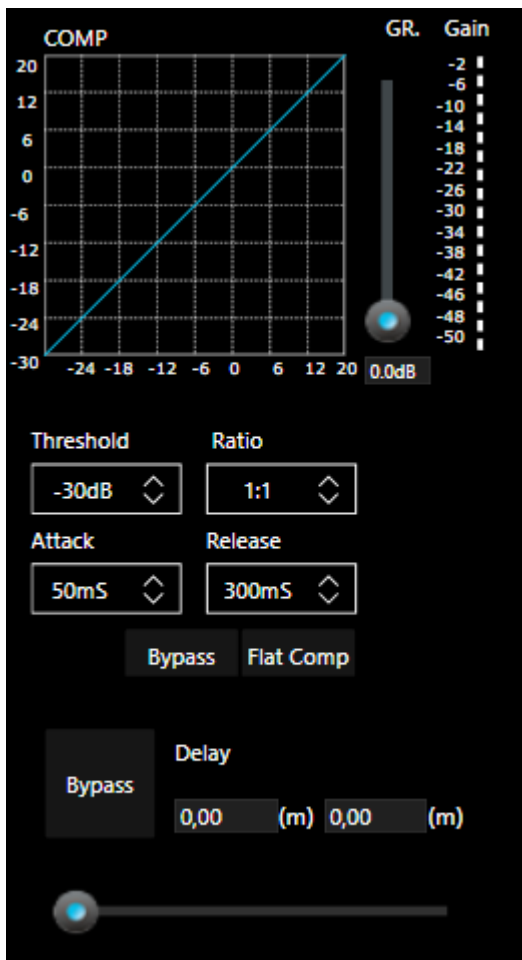 COMP
GR. Gain
20
12
6
0
-6
-12
-18
-24
-30
-24 -18 -12 -6 0 6 12 20
-2
-6
-10
-14
-18
-22
-26
-30
-34
-38
-42
-46
-48
-50
0.0dB
Threshold Ratio
-30dB 1:1
Attack Release
50mS 300mS
Bypass Flat Comp
Bypass
Delay
0,00 (m) 0,00 (m)